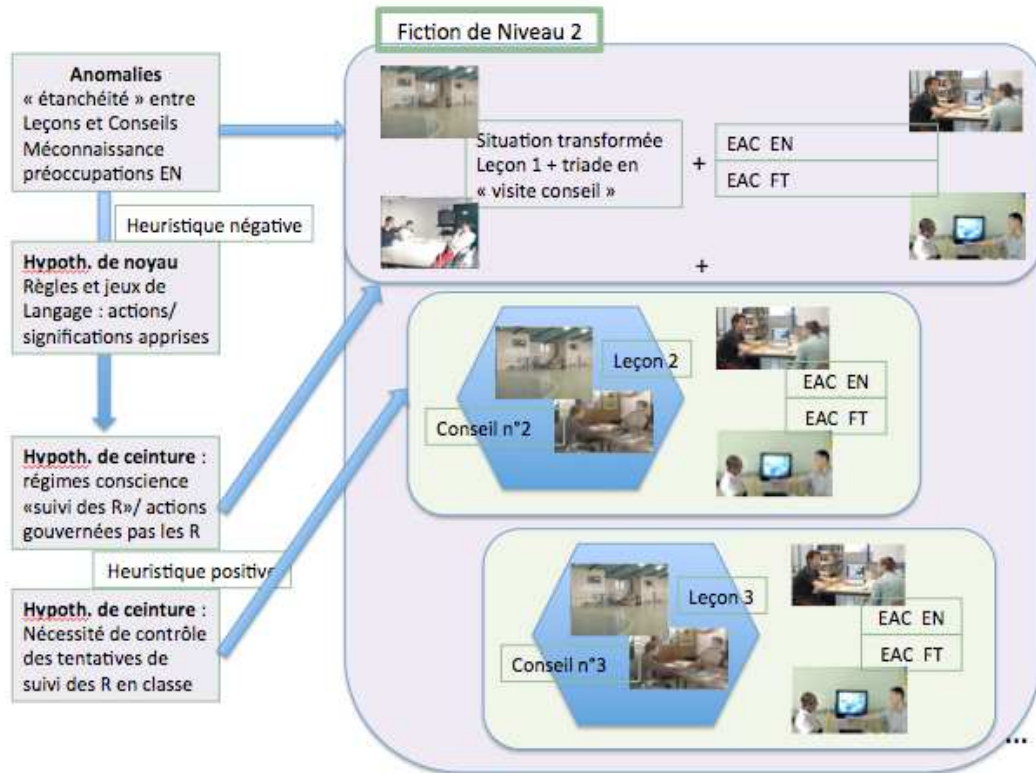 Fiction de Niveau 2
Anomalies
« étanchéité » entre
Leçons et Conseils
Méconnaissance
préoccupations EN
Heuristique négative
Hypoth. de noyau
Règles et jeux de
Langage : actions/
significations apprises
Hypoth. de ceinture :
régimes conscience
«suivi des R»/ actions
gouvernées pas les R
Heuristique positive
Hypoth. de ceinture :
Nécessité de contrôle
des tentatives de
suivi des R en classe
Situation transformée
Leçon 1 + triade en
« visite conseil »
+
EAC EN
EAC FT
+
Leçon 2
Conseil n°2
EAC EN
EAC FT
Leçon 3
Conseil n°3
EAC EN
EAC FT
...